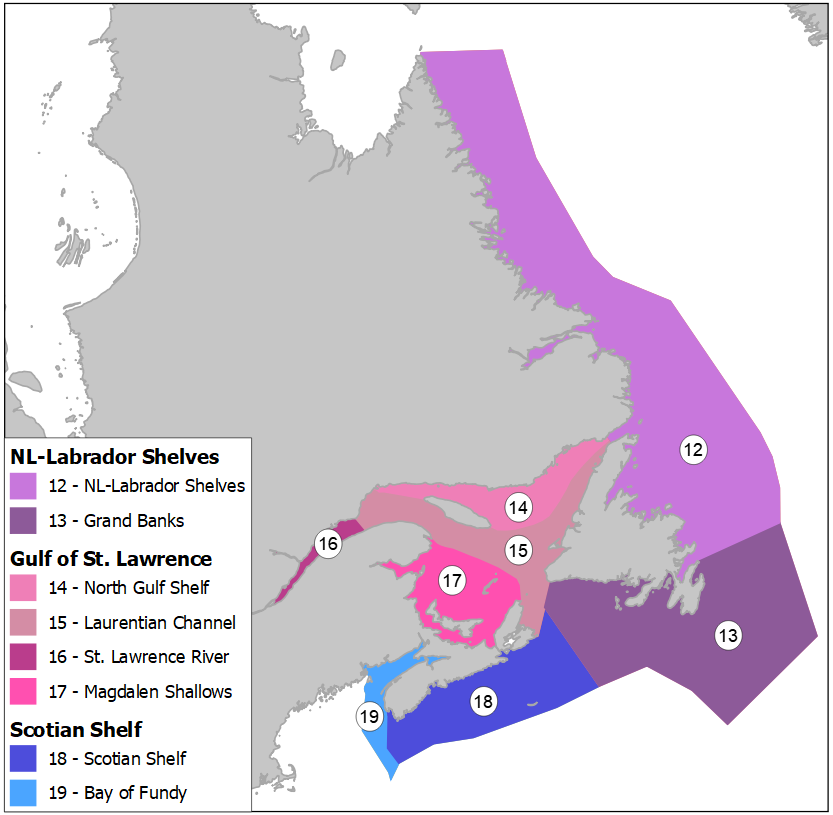 12
14
16
15
17
13
18
19
NL-Labrador Shelves
12 - NL-Labrador Shelves
13 - Grand Banks
Gulf of St. Lawrence
14 - North Gulf Shelf
15 - Laurentian Channel
16 - St. Lawrence River
17 - Magdalen Shallows
Scotian Shelf
18 - Scotian Shelf
19 - Bay of Fundy